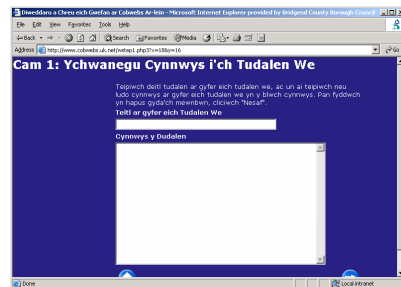 Diweddaru a Chreu eich Gwefan ar Cobwebs Ar-lein - Microsoft Internet Explorer provided by Bridgend County Borough Council
File Edit View Favorites Tools Help
Back Search Favorites Media
Address http://www.cobwebs.uk.net/wstep1.php3?s=108&y=16 Go
Cam 1: Ychwanegu Cynnwys i'ch Tudalen We
Teipiwch deitl tudalen ar gyfer eich tudalen we, ac un ai teipiwch neu
ludo cynnwys ar gyfer eich tudalen we yn y blwch cynnwys. Pan fyddwch
yn hapus gyda'ch mewnbwn, cliciwch "Nesaf".
Teitl ar gyfer eich Tudalen We
Cynnwys y Dudalen
Done Local intranet